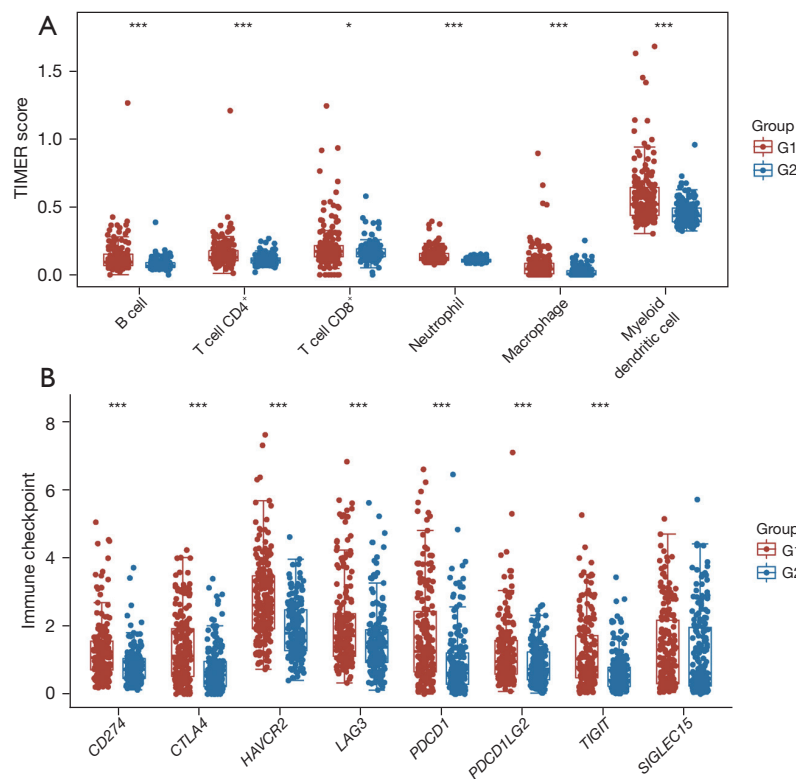 A
*** *** * *** *** ***
TIMER score
1.5
1.0
0.5
0.0
Group
G1
G2
B cell
T cell CD4+
T cell CD8+
Neutrophil
Macrophage
Myeloid
dendritic cell
B
*** *** *** *** *** *** ***
Immune checkpoint
8
6
4
2
0
Group
G1
G2
CD274
CTLA4
HAVCR2
LAG3
PDCD1
PDCD1LG2
TIGIT
SIGLEC15